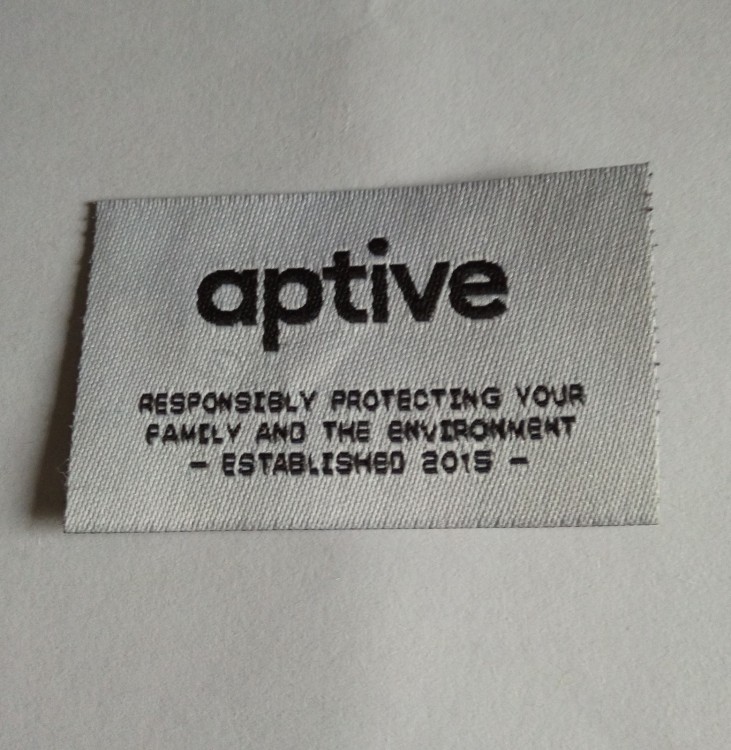 aptive
RESPONSIBLY PROTECTING YOUR
FAMILY AND THE ENVIRONMENT
– ESTABLISHED 2015 –